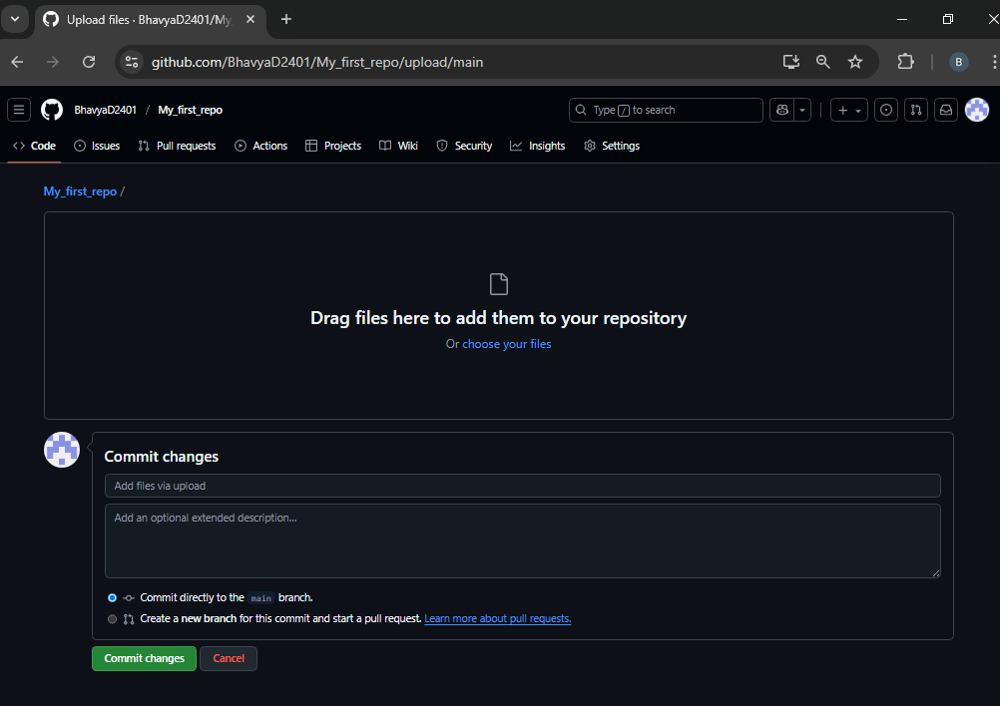 Upload files · BhavyaD2401/My_
github.com/BhavyaD2401/My_first_repo/upload/main
B
BhavyaD2401 / My_first_repo
Type / to search
Code Issues Pull requests Actions Projects Wiki Security Insights Settings
My_first_repo /
Drag files here to add them to your repository
Or choose your files
Commit changes
Add files via upload
Add an optional extended description...
Commit directly to the main branch.
Create a new branch for this commit and start a pull request. Learn more about pull requests.
Commit changes Cancel